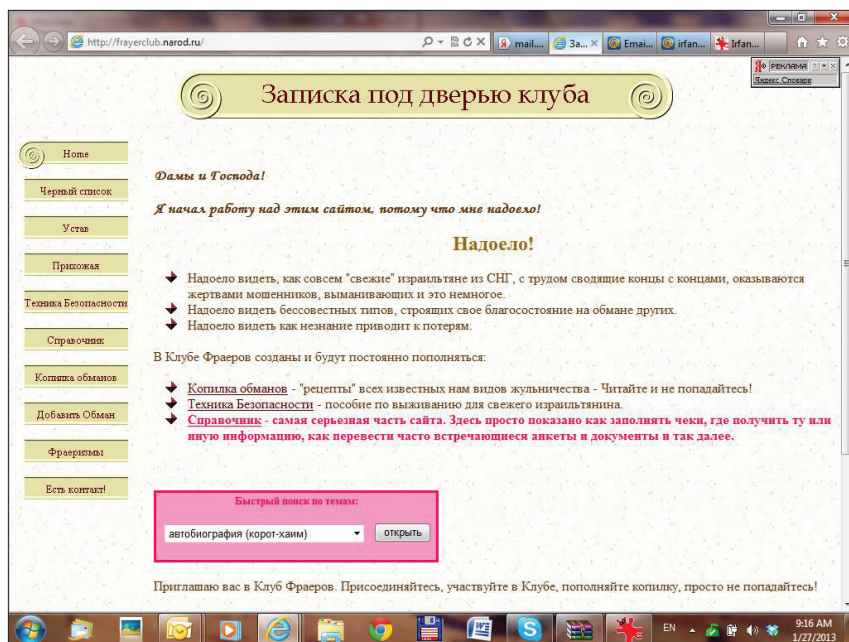 http://frayerclub.narod.ru/
mail....
За...
Emai...
irfan...
Irfan...
РЕКЛАМА
Яндекс.Словари
Записка под дверью клуба
Home
Черный список
Устав
Прихожая
Техника Безопасности
Справочник
Копилка обманов
Добавить Обман
Фраеризмы
Есть контакт!
Дамы и Господа!
Я начал работу над этим сайтом, потому что мне надоело!
Надоело!
Надоело видеть, как совсем "свежие" израильтяне из СНГ, с трудом сводящие концы с концами, оказываются
жертвами мошенников, выманивающих и это немногое.
Надоело видеть бессовестных типов, строящих свое благосостояние на обмане других.
Надоело видеть как незнание приводит к потерям.
В Клубе Фраеров созданы и будут постоянно пополняться:
Копилка обманов - "рецепты" всех известных нам видов жульничества - Читайте и не попадайтесь!
Техника Безопасности - пособие по выживанию для свежего израильтянина.
Справочник - самая серьезная часть сайта. Здесь просто показано как заполнять чеки, где получить ту или
иную информацию, как перевести часто встречающиеся анкеты и документы и так далее.
Быстрый поиск по темам:
автобиография (корот-хаим)
открыть
Приглашаю вас в Клуб Фраеров. Присоединяйтесь, участвуйте в Клубе, пополняйте копилку, просто не попадайтесь!
EN
9:16 AM
1/27/2013